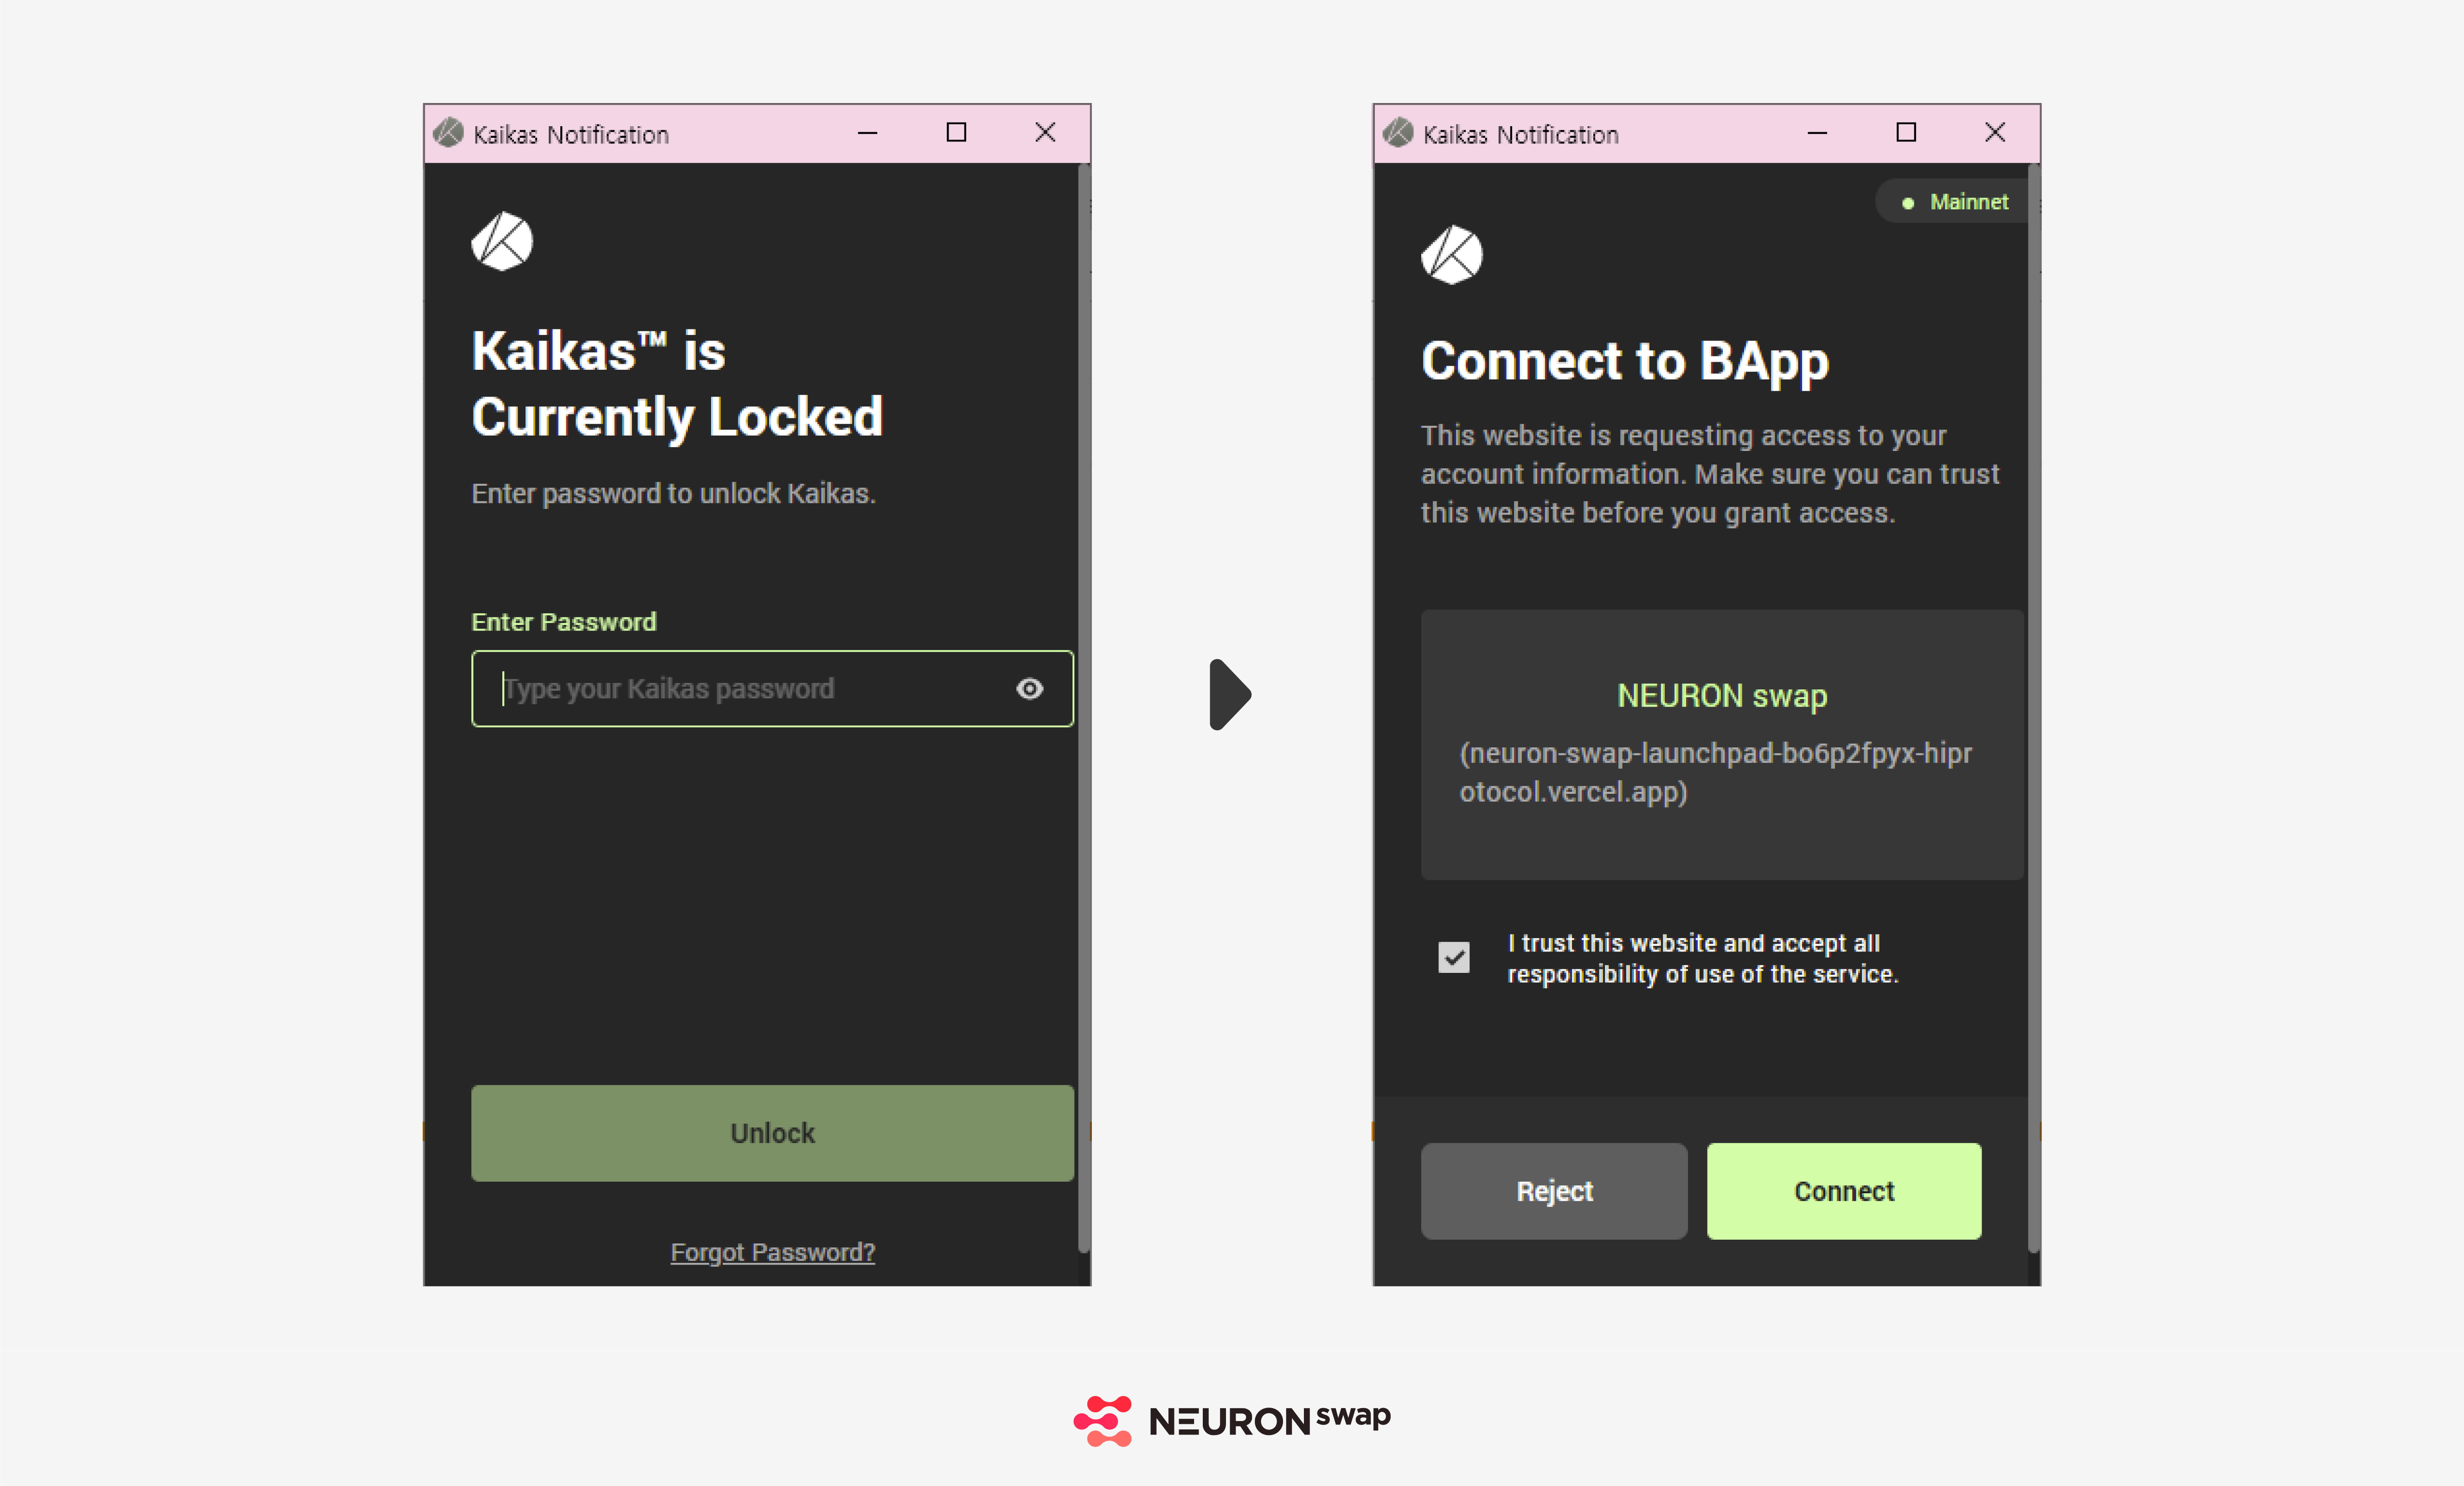 Kaikas Notification
Kaikas™ is
Currently Locked
Enter password to unlock Kaikas.
Enter Password
Type your Kaikas password
Unlock
Forgot Password?
Kaikas Notification
Mainnet
Connect to BApp
This website is requesting access to your
account information. Make sure you can trust
this website before you grant access.
NEURON swap
(neuron-swap-launchpad-bo6p2fpyx-hipr
otocol.vercel.app)
I trust this website and accept all
responsibility of use of the service.
Reject
Connect
NEURON swap